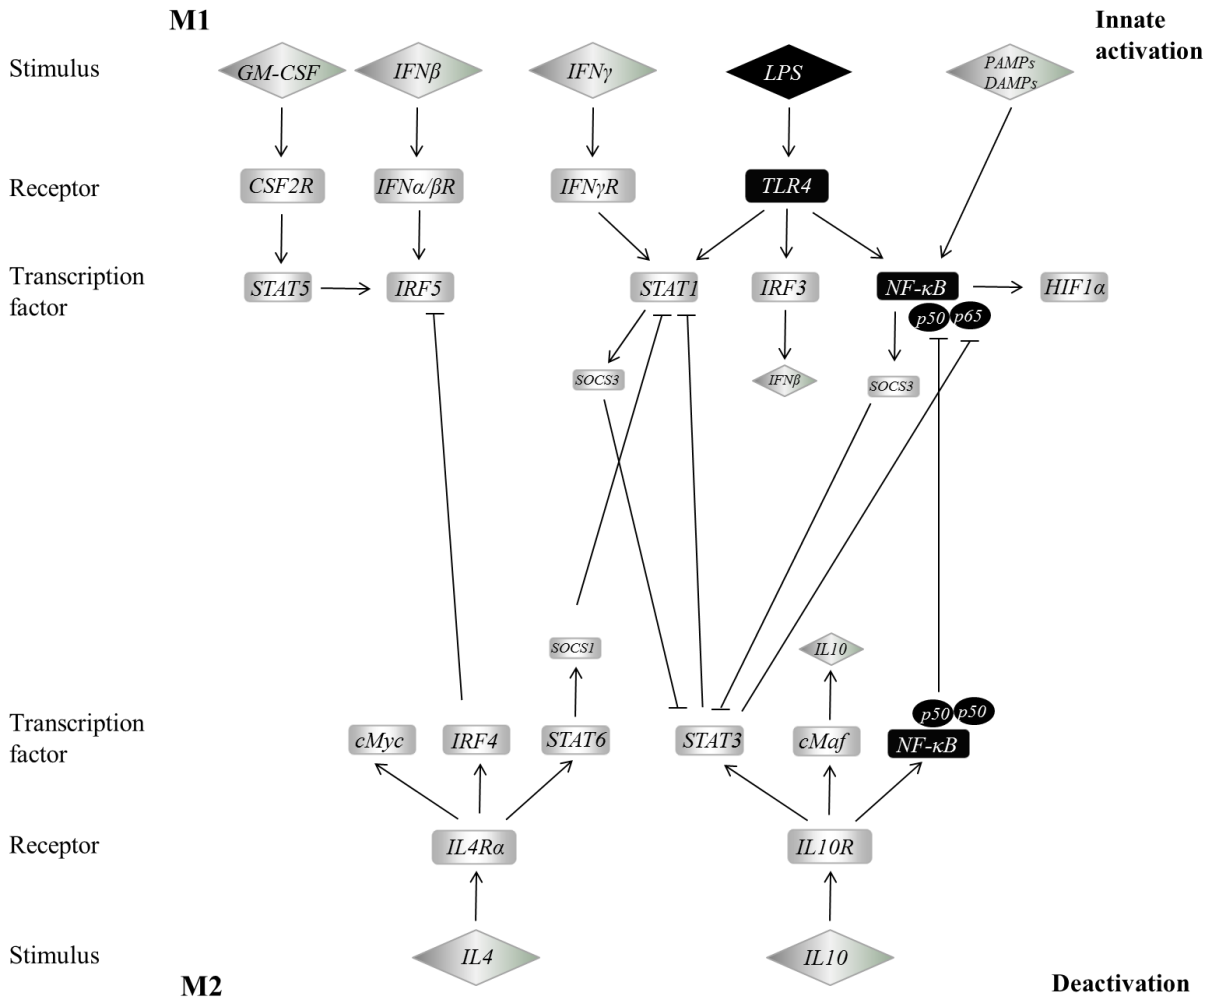 M1
Innate
activation
Stimulus
GM-CSF
IFNβ
IFNγ
LPS
PAMPs
DAMPs
Receptor
CSF2R
IFNα/βR
IFNγR
TLR4
Transcription
factor
STAT5
IRF5
STAT1
IRF3
NF-κB
HIF1α
p50
p65
SOCS3
IFNβ
SOCS3
SOCS1
IL10
Transcription
factor
cMyc
IRF4
STAT6
STAT3
cMaf
p50
p50
NF-κB
Receptor
IL4Rα
IL10R
Stimulus
IL4
IL10
M2
Deactivation